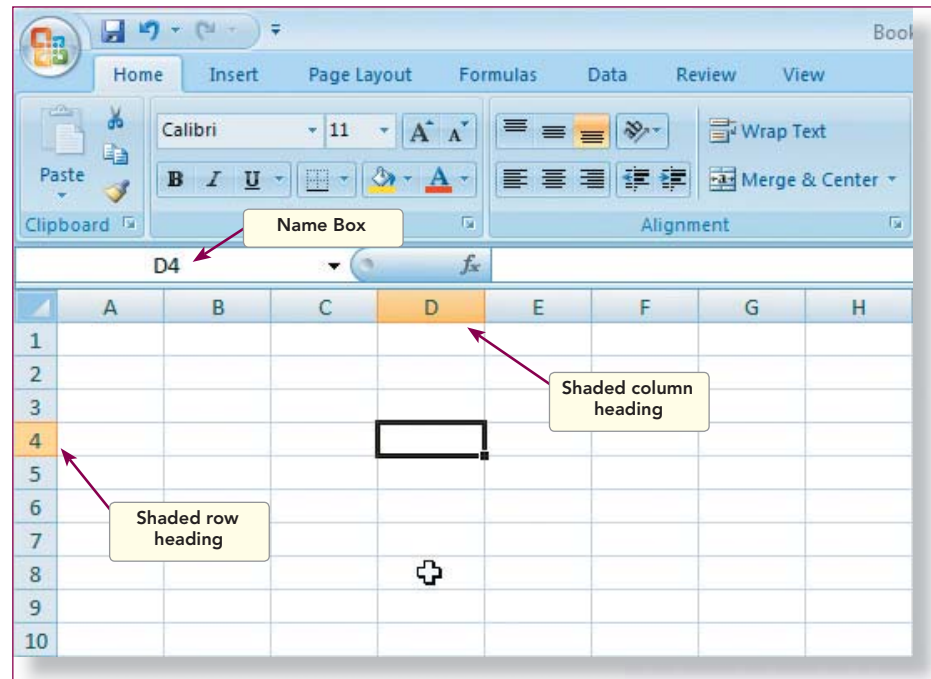 Book
Home Insert Page Layout Formulas Data Review View
Calibri 11 A A Wrap Text
Paste B I U A Merge & Center
Clipboard Alignment
Name Box
D4 fx
A B C D E F G H
1
2
3
Shaded column
heading
4
5
6
Shaded row
heading
7
8
9
10